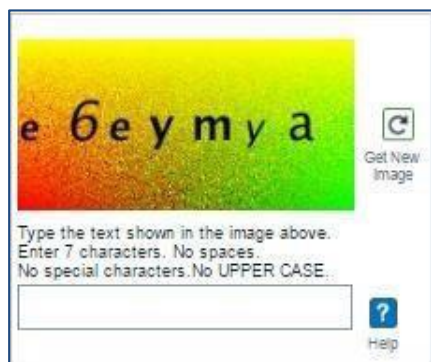 e 6 e y m y a
Get New
Image
Type the text shown in the image above.
Enter 7 characters. No spaces.
No special characters.No UPPER CASE.
?
Help